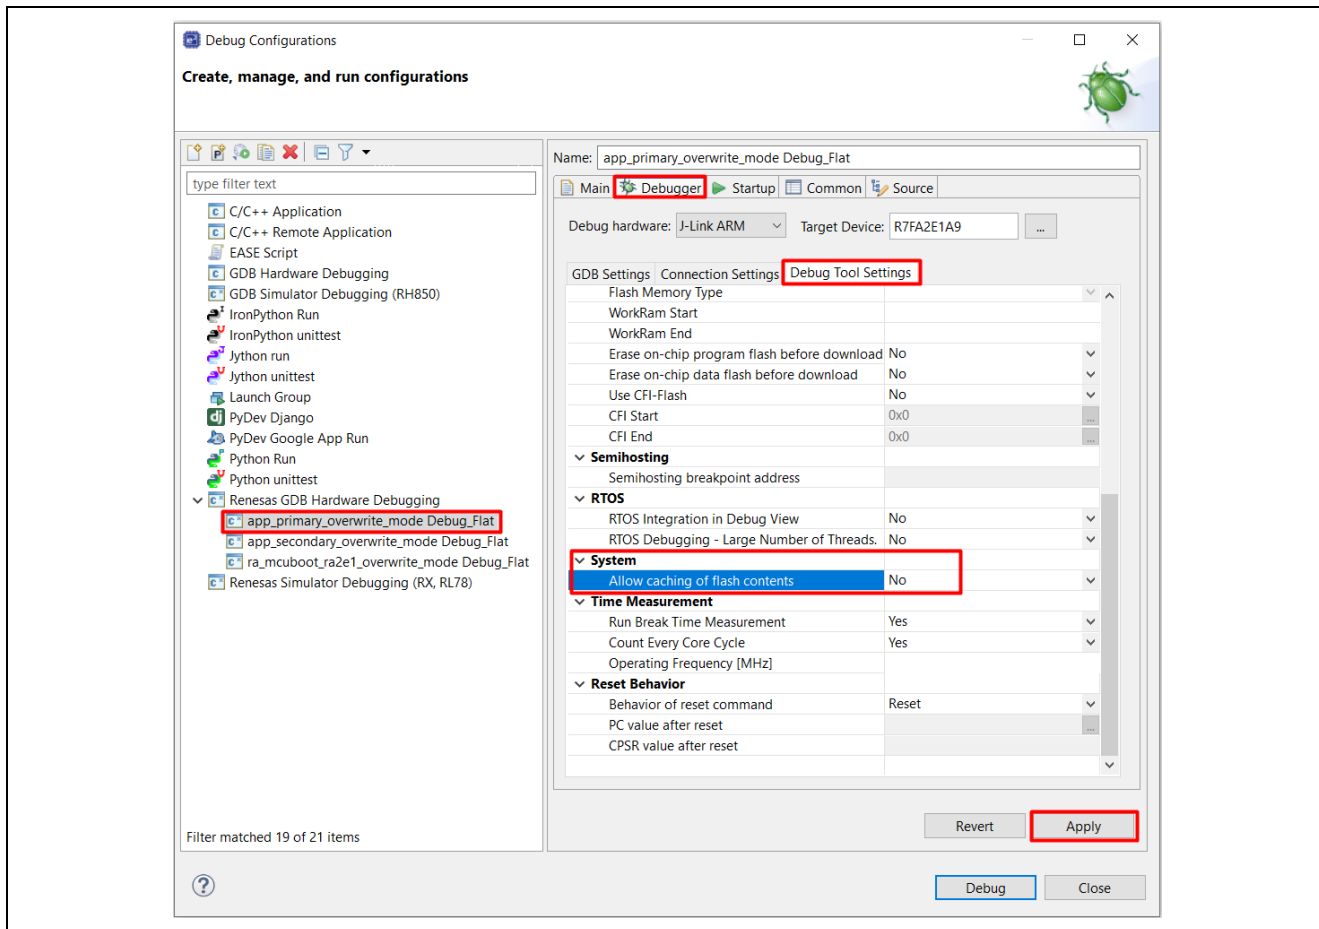 Debug Configurations
Create, manage, and run configurations
type filter text
C/C++ Application
C/C++ Remote Application
EASE Script
GDB Hardware Debugging
GDB Simulator Debugging (RH850)
IronPython Run
IronPython unittest
Jython run
Jython unittest
Launch Group
PyDev Django
PyDev Google App Run
Python Run
Python unittest
Renesas GDB Hardware Debugging
app_primary_overwrite_mode Debug_Flat
app_secondary_overwrite_mode Debug_Flat
ra_mcuboot_ra2e1_overwrite_mode Debug_Flat
Renesas Simulator Debugging (RX, RL78)
Filter matched 19 of 21 items
Name: app_primary_overwrite_mode Debug_Flat
Main Debugger Startup Common Source
Debug hardware: J-Link ARM Target Device: R7FA2E1A9 ...
GDB Settings Connection Settings Debug Tool Settings
Flash Memory Type
WorkRam Start
WorkRam End
Erase on-chip program flash before download No
Erase on-chip data flash before download No
Use CFI-Flash No
CFI Start 0x0 ...
CFI End 0x0 ...
Semihosting
Semihosting breakpoint address
RTOS
RTOS Integration in Debug View No
RTOS Debugging - Large Number of Threads. No
System
Allow caching of flash contents No
Time Measurement
Run Break Time Measurement Yes
Count Every Core Cycle Yes
Operating Frequency [MHz]
Reset Behavior
Behavior of reset command Reset
PC value after reset ...
CPSR value after reset
Revert Apply
? Debug Close